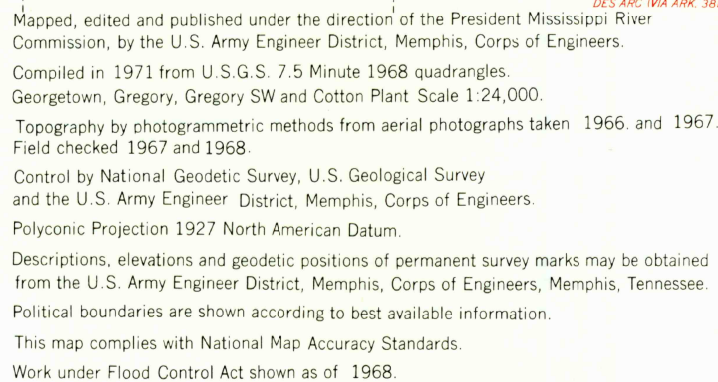 DES ARC (VIA ARK. 38
Mapped, edited and published under the direction of the President Mississippi River
Commission, by the U.S. Army Engineer District, Memphis, Corps of Engineers.
Compiled in 1971 from U.S.G.S. 7.5 Minute 1968 quadrangles.
Georgetown, Gregory, Gregory SW and Cotton Plant Scale 1:24,000.
Topography by photogrammetric methods from aerial photographs taken 1966. and 1967.
Field checked 1967 and 1968.
Control by National Geodetic Survey, U.S. Geological Survey
and the U.S. Army Engineer District, Memphis, Corps of Engineers.
Polyconic Projection 1927 North American Datum.
Descriptions, elevations and geodetic positions of permanent survey marks may be obtained
from the U.S. Army Engineer District, Memphis, Corps of Engineers, Memphis, Tennessee.
Political boundaries are shown according to best available information.
This map complies with National Map Accuracy Standards.
Work under Flood Control Act shown as of 1968.